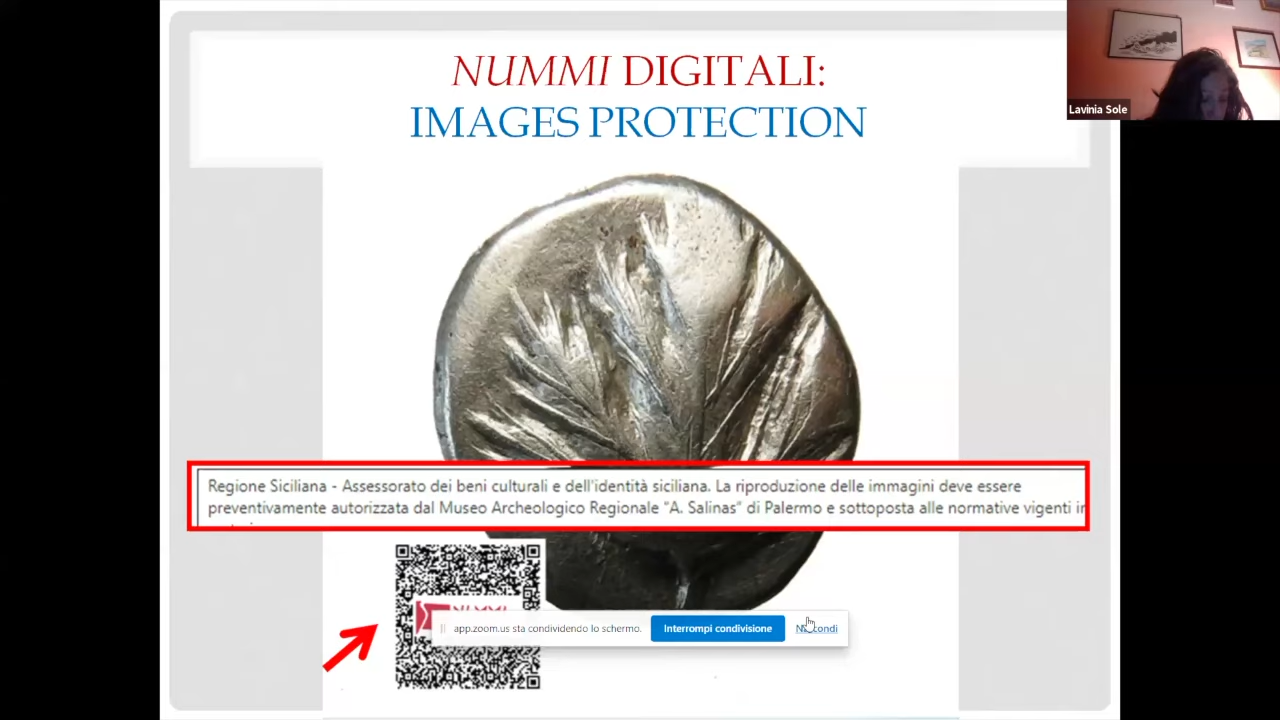 NUMMI DIGITALI:
IMAGES PROTECTION
Lavinia Sole
Regione Siciliana - Assessorato dei beni culturali e dell'identità siciliana. La riproduzione delle immagini deve essere
preventivamente autorizzata dal Museo Archeologico Regionale "A. Salinas" di Palermo e sottoposta alle normative vigenti in
NUMMI
app.zoom.us sta condividendo lo schermo.
Interrompi condivisione